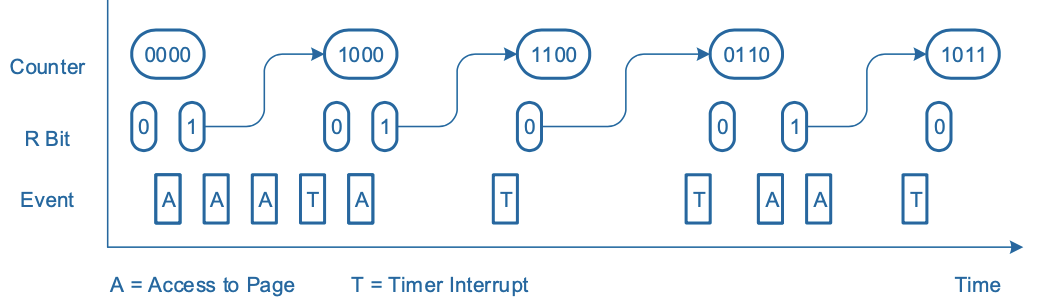 Counter 0000 1000 1100 0110 1011
R Bit 0 1 0 1 0 0 1 0
Event A A A T A T T A A T
A = Access to Page T = Timer Interrupt Time